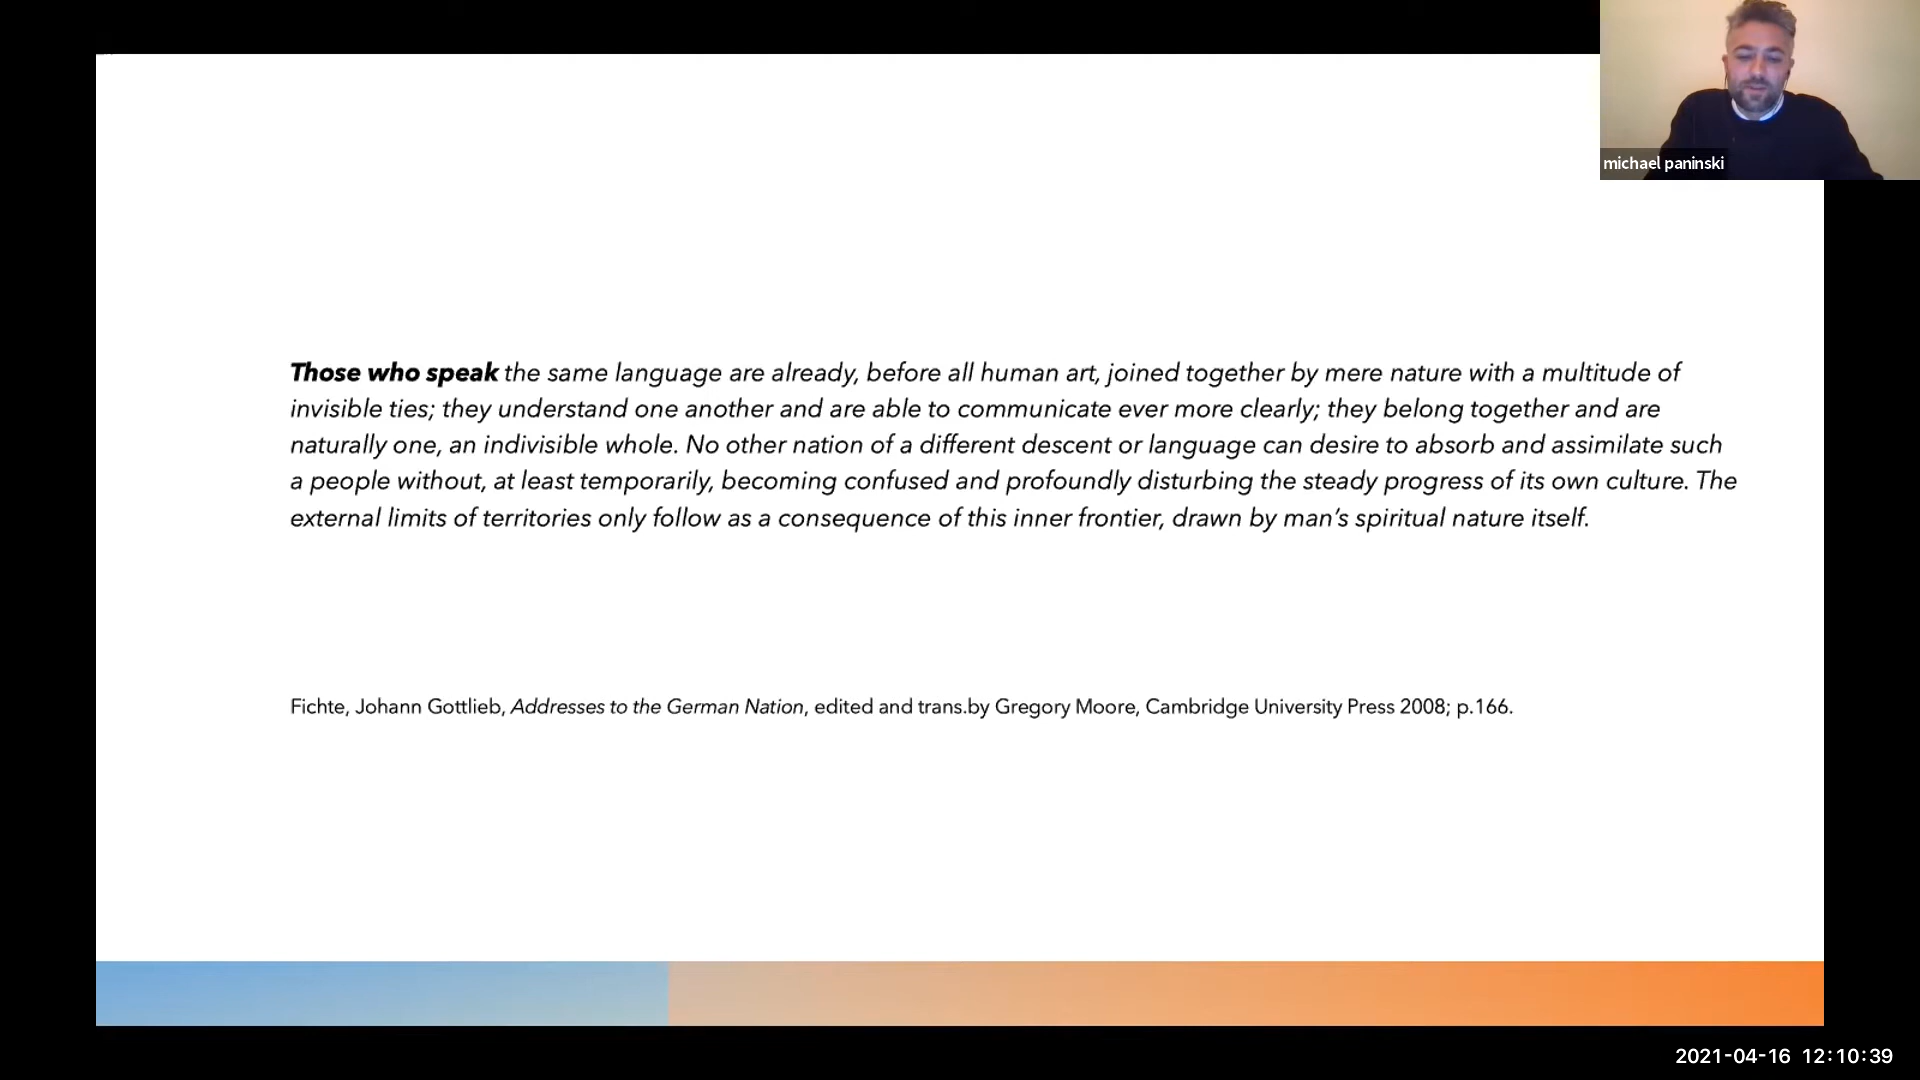 michael paninski
Those who speak the same language are already, before all human art, joined together by mere nature with a multitude of
invisible ties; they understand one another and are able to communicate ever more clearly; they belong together and are
naturally one, an indivisible whole. No other nation of a different descent or language can desire to absorb and assimilate such
a people without, at least temporarily, becoming confused and profoundly disturbing the steady progress of its own culture. The
external limits of territories only follow as a consequence of this inner frontier, drawn by man’s spiritual nature itself.
Fichte, Johann Gottlieb, Addresses to the German Nation, edited and trans.by Gregory Moore, Cambridge University Press 2008; p.166.
2021-04-16 12:10:39